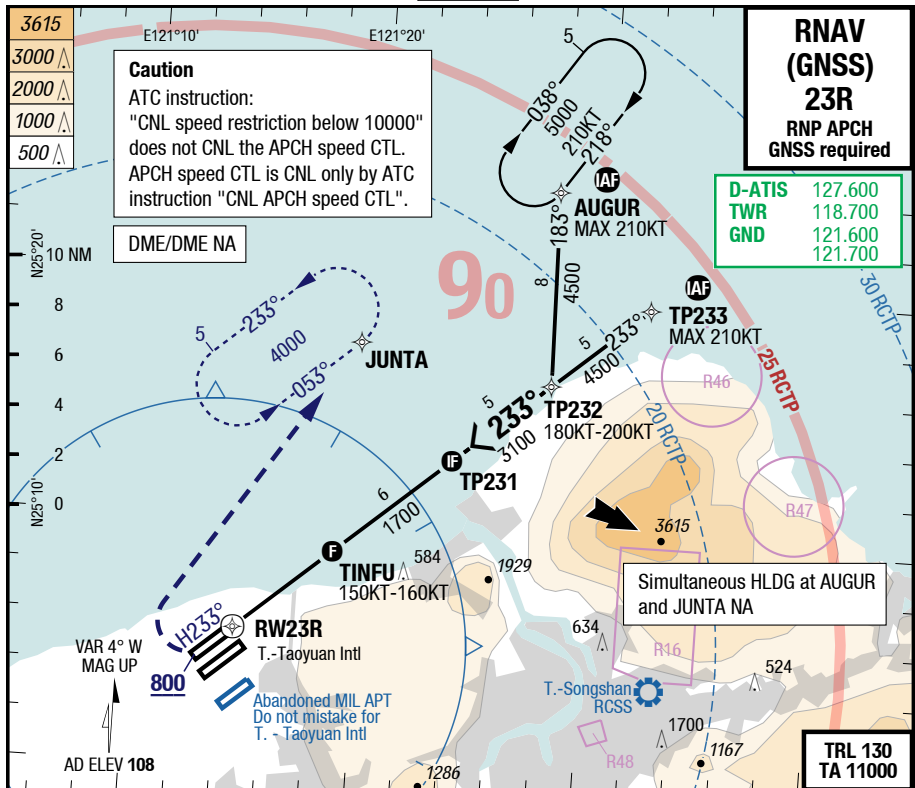 3615
3000
2000
1000
500
E121°10'
E121°20'
Caution
ATC instruction:
"CNL speed restriction below 10000"
does not CNL the APCH speed CTL.
APCH speed CTL is CNL only by ATC
instruction "CNL APCH speed CTL".
DME/DME NA
RNAV
(GNSS)
23R
RNP APCH
GNSS required
D-ATIS 127.600
TWR 118.700
GND 121.600
121.700
5
038°
5000
210KT
218°
IAF
AUGUR
MAX 210KT
183°
8
4500
90
30 RCTP
25 RCTP
20 RCTP
IAF
TP233
MAX 210KT
233°
5
4500
TP232
180KT-200KT
5
233°
3100
IF
TP231
6
1700
F
TINFU
150KT-160KT
N25°20'
10 NM
8
6
4
2
0
N25°10'
5
233°
4000
053°
JUNTA
R46
R47
3615
584
1929
Simultaneous HLDG at AUGUR
and JUNTA NA
634
R16
524
H233°
RW23R
T.-Taoyuan Intl
800
VAR 4° W
MAG UP
Abandoned MIL APT
Do not mistake for
T. - Taoyuan Intl
T.-Songshan
RCSS
R48
1700
1167
1286
AD ELEV 108
TRL 130
TA 11000